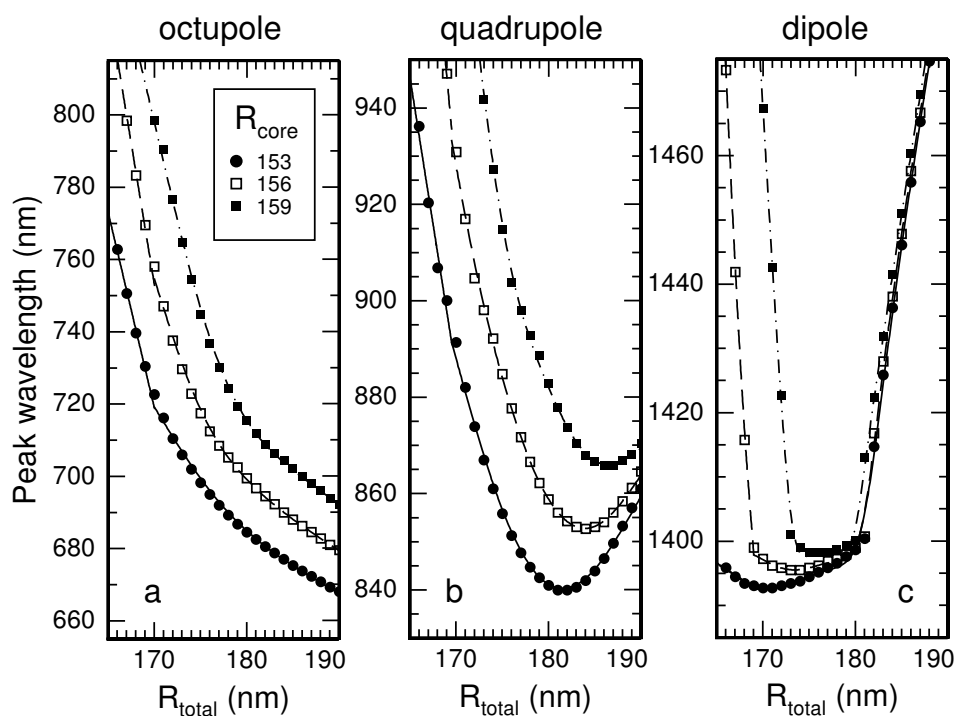 octupole quadrupole dipole
Peak wavelength (nm)
800
780
760
740
720
700
680
660
R_core
153
156
159
a
170 180 190
R_total (nm)
940
920
900
880
860
840
b
170 180 190
R_total (nm)
1460
1440
1420
1400
c
170 180 190
R_total (nm)